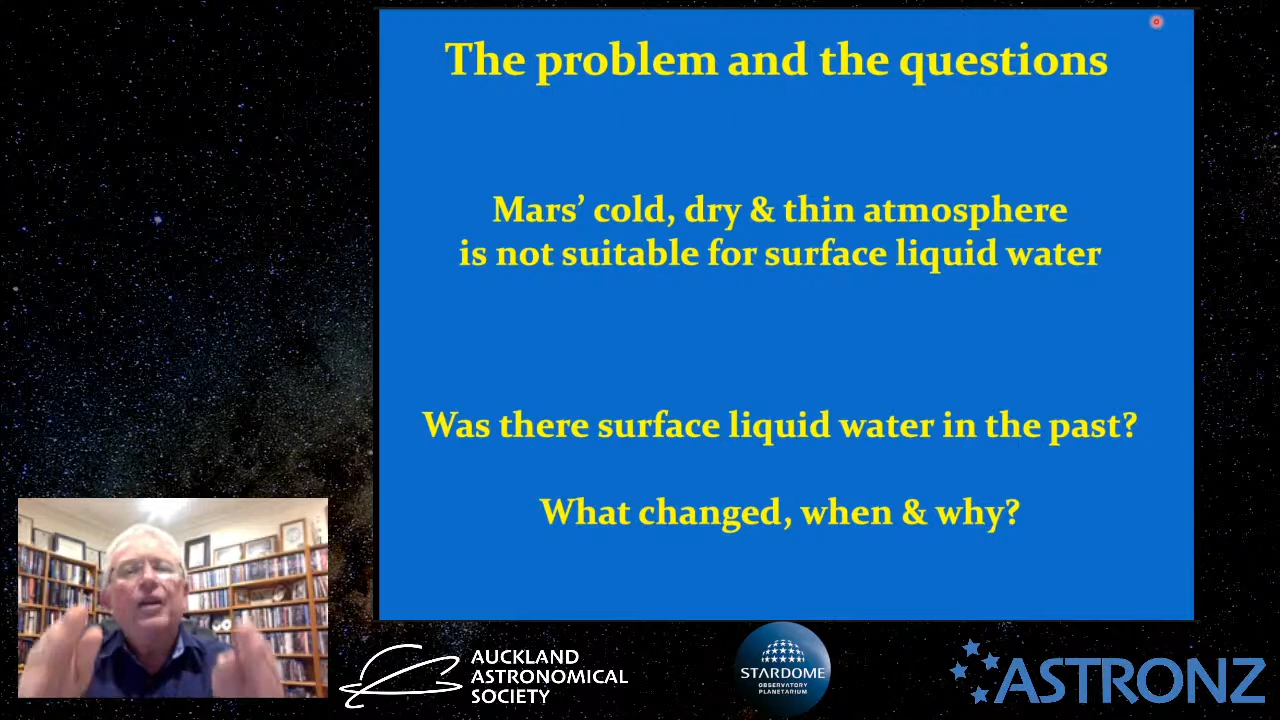 The problem and the questions
Mars’ cold, dry & thin atmosphere
is not suitable for surface liquid water
Was there surface liquid water in the past?
What changed, when & why?
AUCKLAND
ASTRONOMICAL
SOCIETY
STARDOME
OBSERVATORY
PLANETARIUM
ASTRONZ